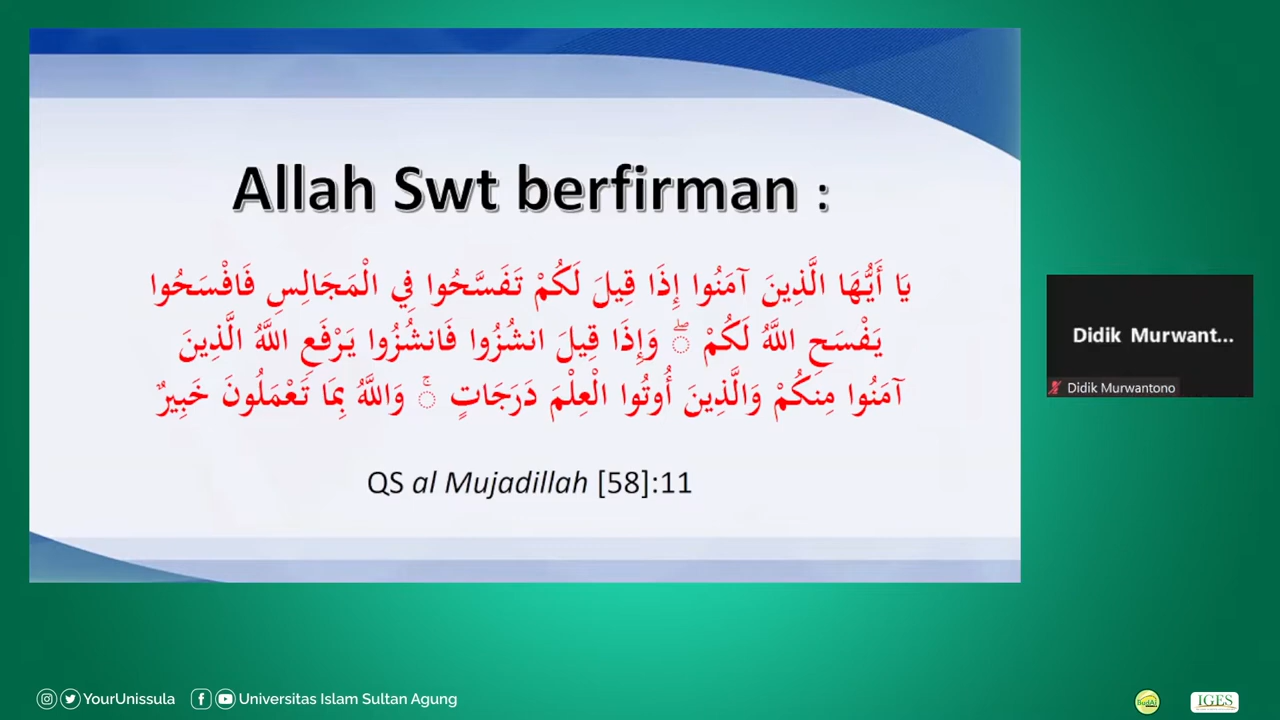 Allah Swt berfirman :
يَا أَيُّهَا الَّذِينَ آمَنُوا إِذَا قِيلَ لَكُمْ تَفَسَّحُوا فِي الْمَجَالِسِ فَافْسَحُوا
يَفْسَحِ اللَّهُ لَكُمْ ۖ وَإِذَا قِيلَ انشُزُوا فَانشُزُوا يَرْفَعِ اللَّهُ الَّذِينَ
آمَنُوا مِنكُمْ وَالَّذِينَ أُوتُوا الْعِلْمَ دَرَجَاتٍ ۚ وَاللَّهُ بِمَا تَعْمَلُونَ خَبِيرٌ
QS al Mujadillah [58]:11
Didik Murwant...
Didik Murwantono
YourUnissula
Universitas Islam Sultan Agung
BudAI
IGES